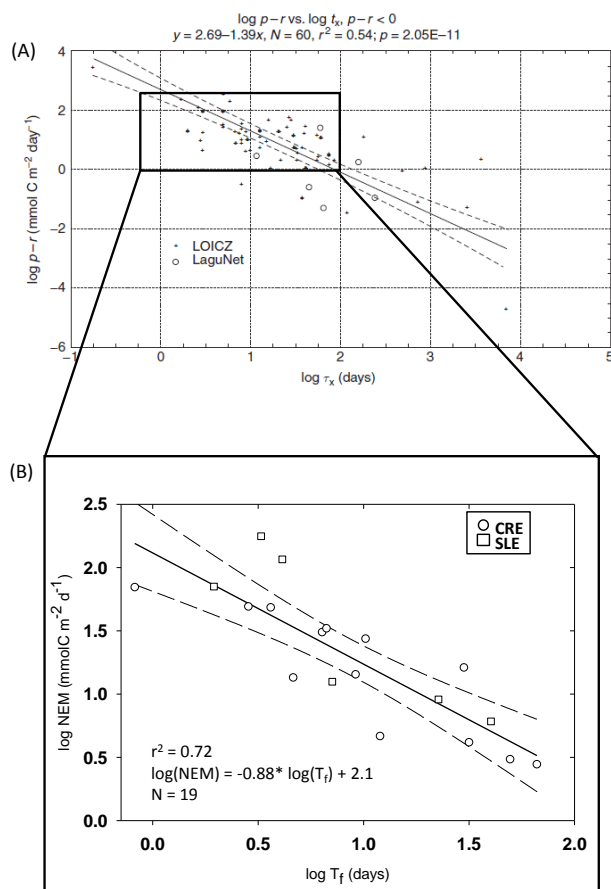 log p–r vs. log tx, p–r < 0
y = 2.69–1.39x, N = 60, r² = 0.54; p = 2.05E–11
(A)
4
2
0
−2
−4
−6
log p–r (mmol C m⁻² day⁻¹)
LOICZ
LaguNet
−1 0 1 2 3 4 5
log τx (days)
(B)
2.5
2.0
1.5
1.0
0.5
0.0
log NEM (mmolC m⁻² d⁻¹)
CRE
SLE
r² = 0.72
log(NEM) = -0.88* log(Tf) + 2.1
N = 19
0.0 0.5 1.0 1.5 2.0
log Tf (days)